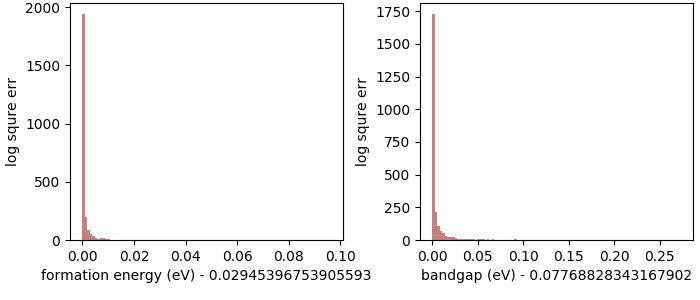 2000
1500
1000
500
0
log squre err
0.00 0.02 0.04 0.06 0.08 0.10
formation energy (eV) - 0.02945396753905593
1750
1500
1250
1000
750
500
250
0
log squre err
0.00 0.05 0.10 0.15 0.20 0.25
bandgap (eV) - 0.07768828343167902